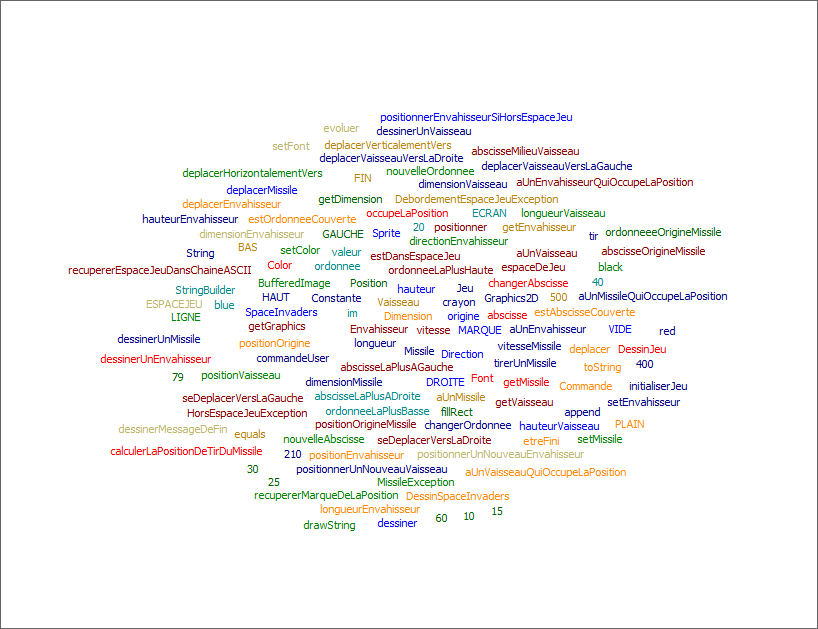 positionnerEnvahisseurSiHorsEspaceJeu
evoluer dessinerUnVaisseau
setFont deplacerVerticalementVers abscisseMilieuVaisseau
deplacerVaisseauVersLaDroite deplacerVaisseauVersLaGauche
deplacerHorizontalementVers FIN nouvelleOrdonnee
deplacerMissile dimensionVaisseau aUnEnvahisseurQuiOccupeLaPosition
deplacerEnvahisseur getDimension DebordementEspaceJeuException
hauteurEnvahisseur estOrdonneeCouverte occupeLaPosition ECRAN longueurVaisseau
dimensionEnvahisseur GAUCHE Sprite 20 positionner getEnvahisseur tir ordonneeeOrigineMissile
String BAS setColor valeur directionEnvahisseur aUnVaisseau abscisseOrigineMissile
recupererEspaceJeuDansChaineASCII Color ordonnee estDansEspaceJeu ordonneeLaPlusHaute espaceDeJeu black
StringBuilder BufferedImage Position hauteur Jeu changerAbscisse 40
ESPACEJEU blue HAUT Constante Vaisseau crayon Graphics2D 500 aUnMissileQuiOccupeLaPosition
LIGNE SpaceInvaders im Dimension origine abscisse estAbscisseCouverte
getGraphics Envahisseur vitesse MARQUE aUnEnvahisseur VIDE red
dessinerUnMissile positionOrigine longueur Missile Direction vitesseMissile deplacer DessinJeu
dessinerUnEnvahisseur commandeUser abscisseLaPlusAGauche tirerUnMissile toString 400
79 positionVaisseau dimensionMissile DROITE Font getMissile Commande initialiserJeu
seDeplacerVersLaGauche abscisseLaPlusADroite aUnMissile getVaisseau setEnvahisseur
HorsEspaceJeuException ordonneeLaPlusBasse fillRect append
dessinerMessageDeFin positionOrigineMissile changerOrdonnee hauteurVaisseau PLAIN
equals nouvelleAbscisse seDeplacerVersLaDroite etreFini setMissile
calculerLaPositionDeTirDuMissile 210 positionEnvahisseur positionnerUnNouveauEnvahisseur
30 positionnerUnNouveauVaisseau aUnVaisseauQuiOccupeLaPosition
25 MissileException
recupererMarqueDeLaPosition DessinSpaceInvaders
longueurEnvahisseur 60 10 15
drawString dessiner